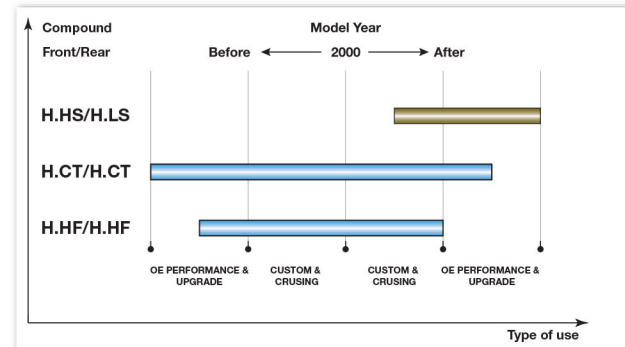 Compound
Model Year
Front/Rear
Before
2000
After
H.HS/H.LS
H.CT/H.CT
H.HF/H.HF
OE PERFORMANCE &
UPGRADE
CUSTOM &
CRUSING
CUSTOM &
CRUSING
OE PERFORMANCE &
UPGRADE
Type of use